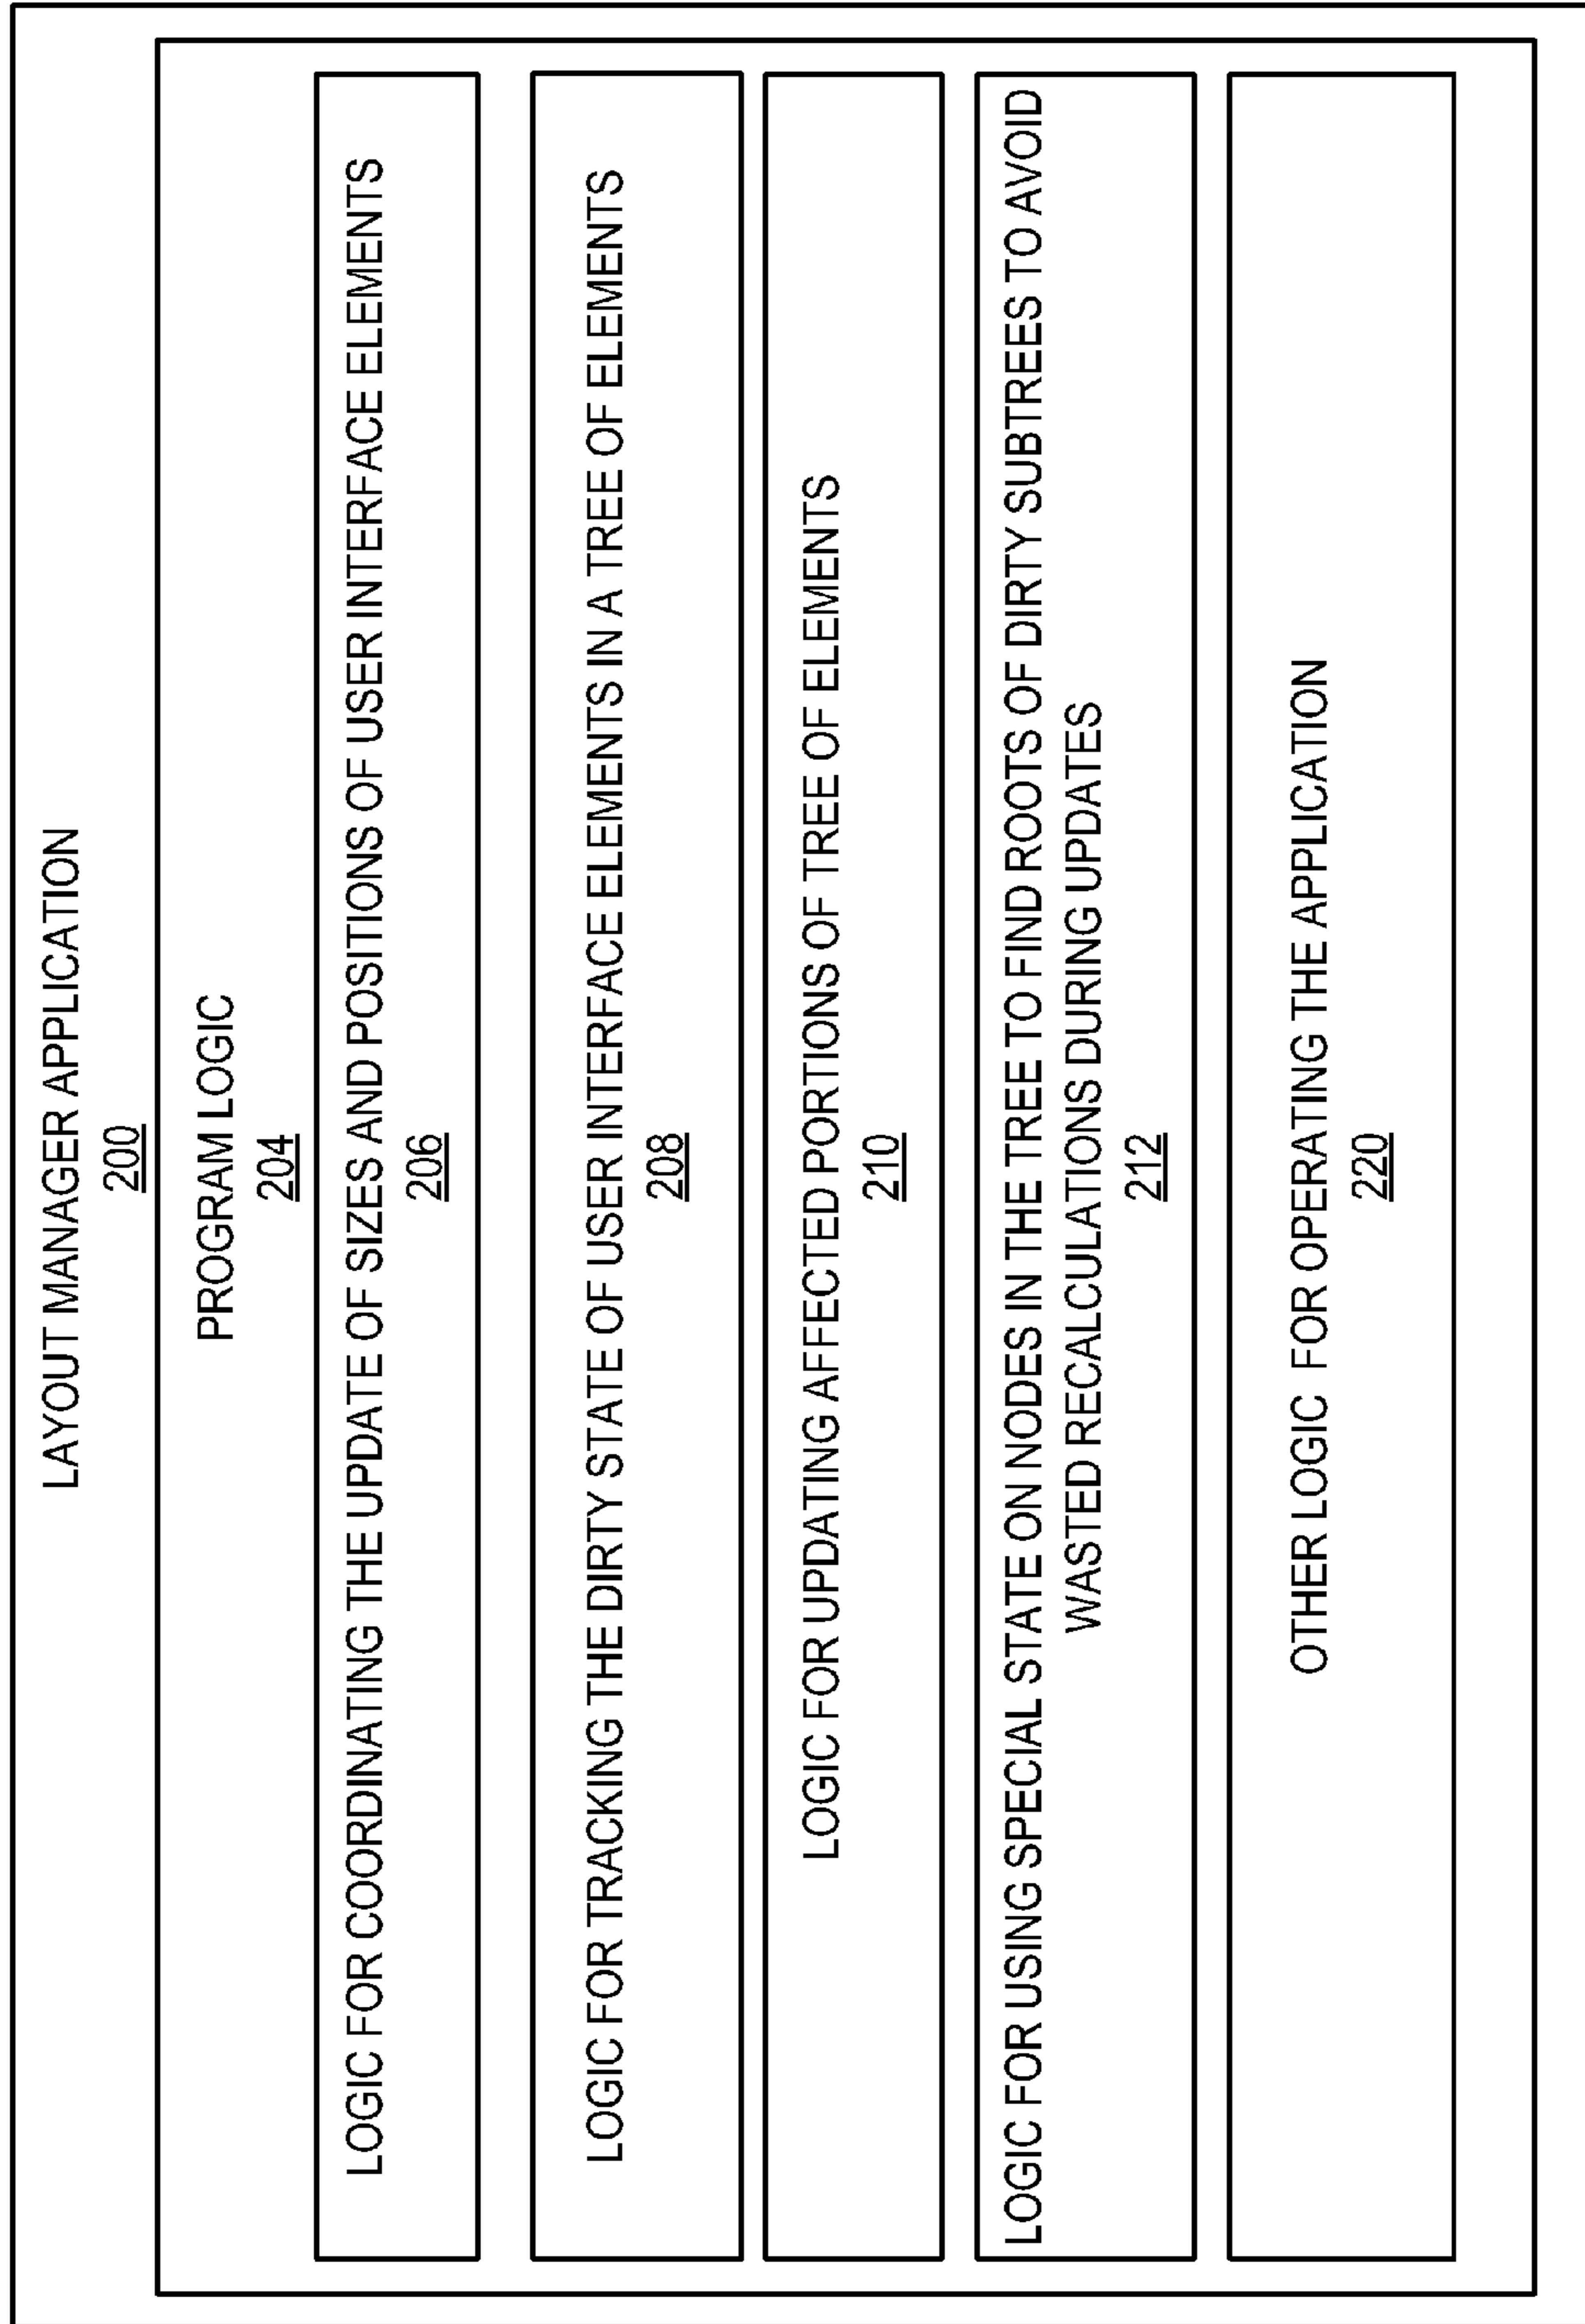 LAYOUT MANAGER APPLICATION
200
PROGRAM LOGIC
204
LOGIC FOR COORDINATING THE UPDATE OF SIZES AND POSITIONS OF USER INTERFACE ELEMENTS
206
LOGIC FOR TRACKING THE DIRTY STATE OF USER INTERFACE ELEMENTS IN A TREE OF ELEMENTS
208
LOGIC FOR UPDATING AFFECTED PORTIONS OF TREE OF ELEMENTS
210
LOGIC FOR USING SPECIAL STATE ON NODES IN THE TREE TO FIND ROOTS OF DIRTY SUBTREES TO AVOID
WASTED RECALCULATIONS DURING UPDATES
212
OTHER LOGIC FOR OPERATING THE APPLICATION
220